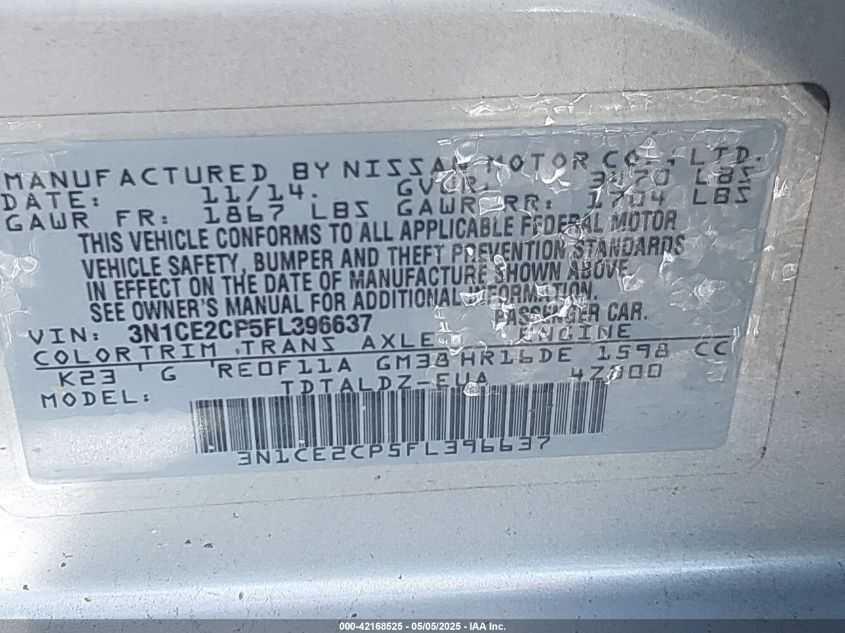 MANUFACTURED BY NISSAN MOTOR CO., LTD.
DATE: 11/14. GVWR: 3420 LBS
GAWR FR: 1867 LBS GAWR RR: 1704 LBS
THIS VEHICLE CONFORMS TO ALL APPLICABLE FEDERAL MOTOR
VEHICLE SAFETY, BUMPER AND THEFT PREVENTION STANDARDS
IN EFFECT ON THE DATE OF MANUFACTURE SHOWN ABOVE.
SEE OWNER'S MANUAL FOR ADDITIONAL INFORMATION.
PASSENGER CAR.
VIN: 3N1CE2CP5FL396637
COLOR TRIM TRANS AXLE ENGINE
K23 G RE0F11A GM38 HR16DE 1598 CC
MODEL: TDTALDZ-EUA 4Z000
3N1CE2CP5FL396637
000-42168525 - 05/05/2025 - IAA Inc.